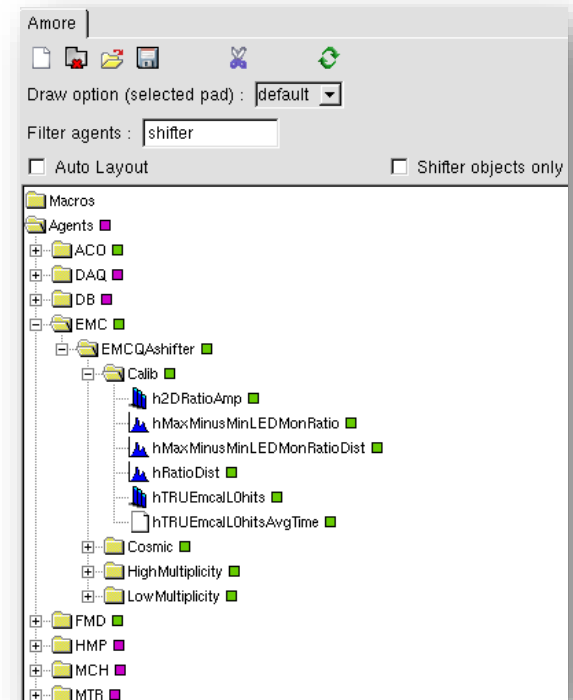 Amore
Draw option (selected pad) : default
Filter agents : shifter
Auto Layout Shifter objects only
Macros
Agents
ACO
DAQ
DB
EMC
EMCQAshifter
Calib
h2DRatioAmp
hMaxMinusMinLEDMonRatio
hMaxMinusMinLEDMonRatioDist
hRatioDist
hTRUEmcalL0hits
hTRUEmcalL0hitsAvgTime
Cosmic
HighMultiplicity
LowMultiplicity
FMD
HMP
MCH
MTR